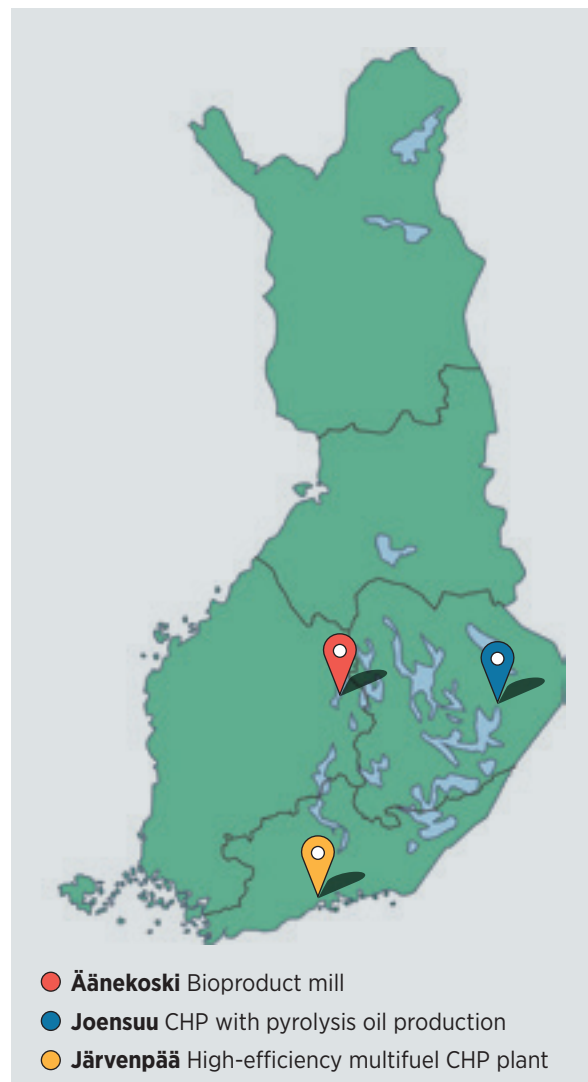 Äänekoski Bioproduct mill
Joensuu CHP with pyrolysis oil production
Järvenpää High-efficiency multifuel CHP plant